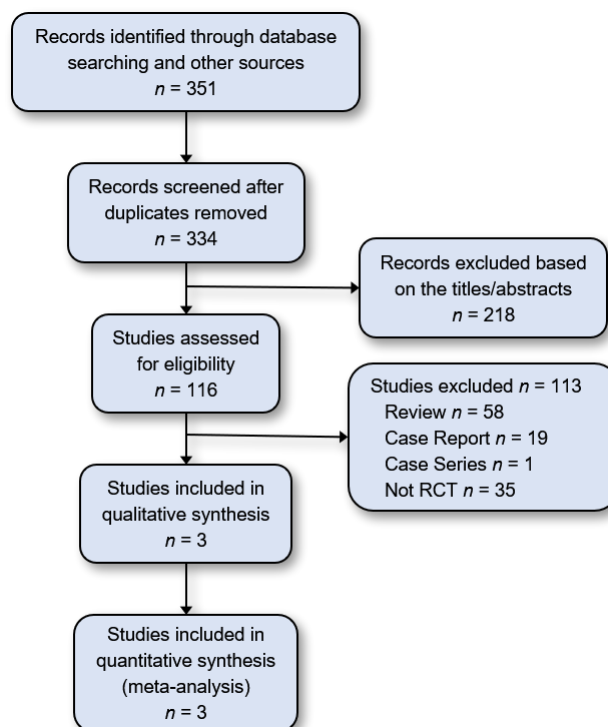 Records identified through database
searching and other sources
n = 351
Records screened after
duplicates removed
n = 334
Records excluded based
on the titles/abstracts
n = 218
Studies assessed
for eligibility
n = 116
Studies excluded n = 113
Review n = 58
Case Report n = 19
Case Series n = 1
Not RCT n = 35
Studies included in
qualitative synthesis
n = 3
Studies included in
quantitative synthesis
(meta-analysis)
n = 3